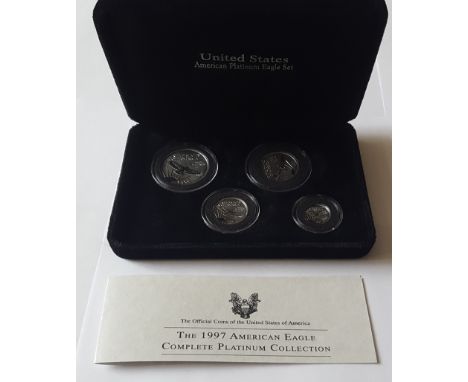 United States
American Platinum Eagle Set
The Official Coins of the United States of America
The 1997 American Eagle
Complete Platinum Collection